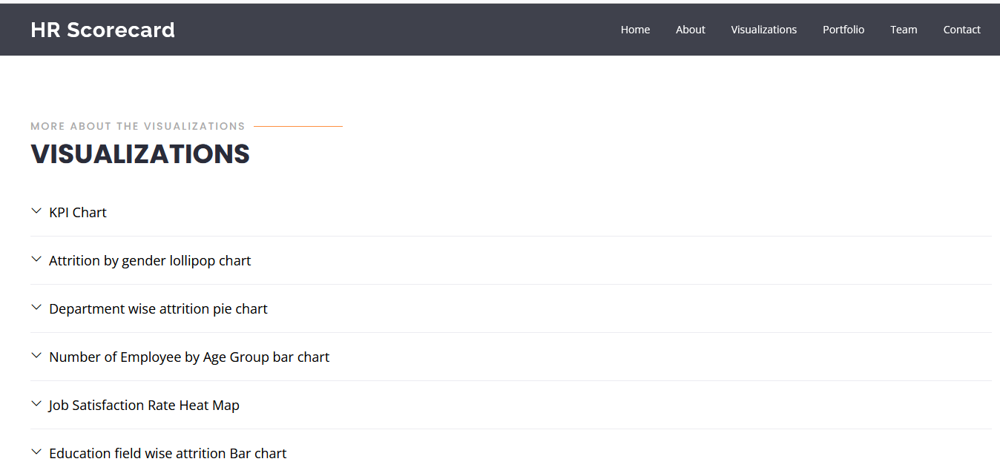 HR Scorecard
Home About Visualizations Portfolio Team Contact
MORE ABOUT THE VISUALIZATIONS
VISUALIZATIONS
KPI Chart
Attrition by gender lollipop chart
Department wise attrition pie chart
Number of Employee by Age Group bar chart
Job Satisfaction Rate Heat Map
Education field wise attrition Bar chart